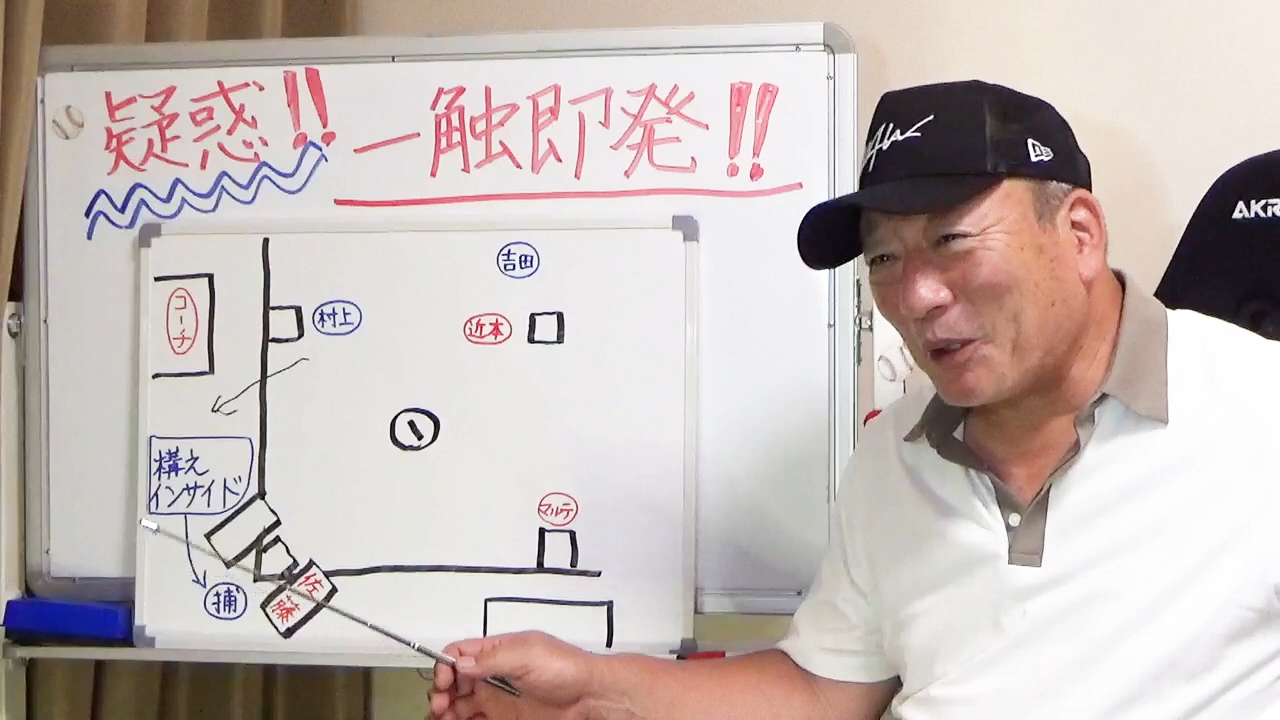 疑惑!! 一触即発!!
吉田
コーチ
村上
近本
構え
インサイド
マルテ
佐藤
捕
AKR